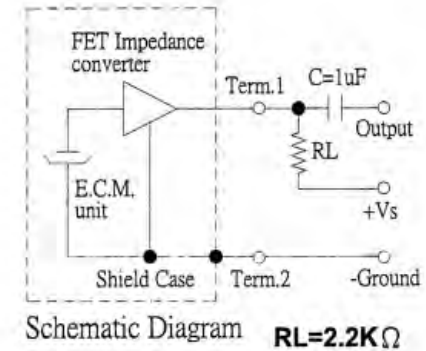 FET Impedance
converter
Term.1
C=1uF
Output
RL
E.C.M.
unit
+Vs
Shield Case
Term.2
-Ground
Schematic Diagram
RL=2.2KΩ